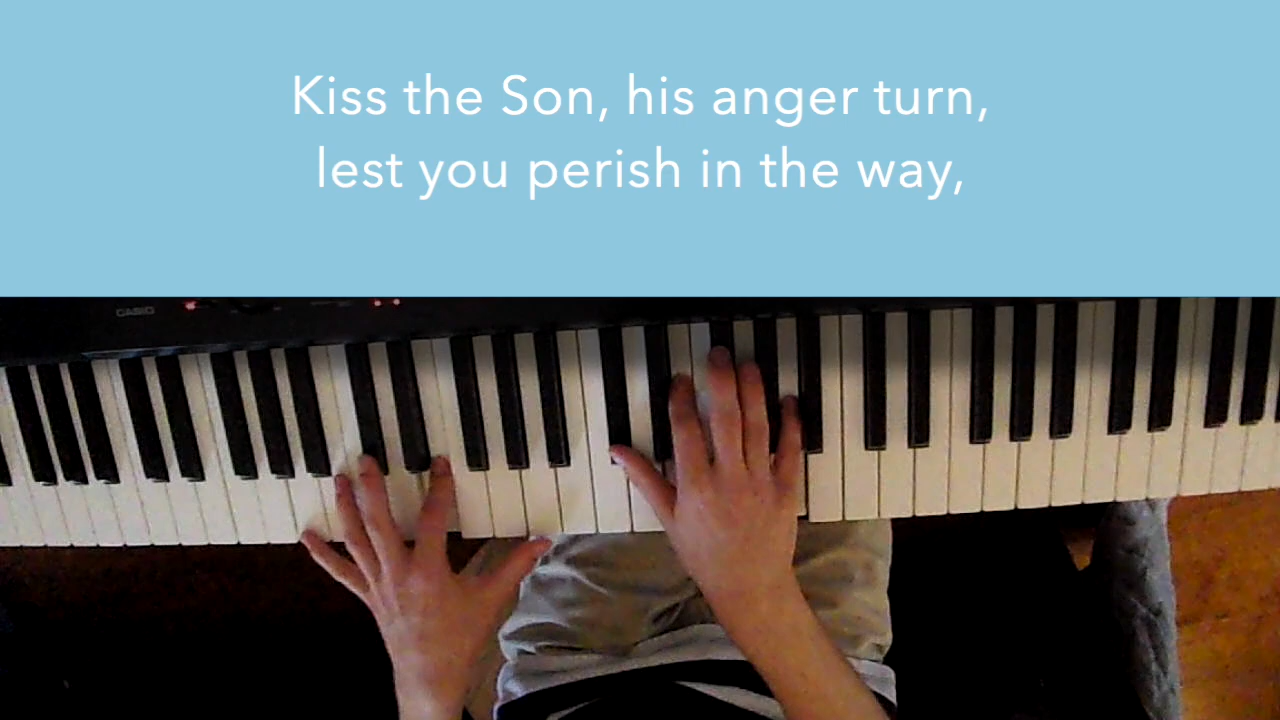 Kiss the Son, his anger turn,
lest you perish in the way,
CASIO